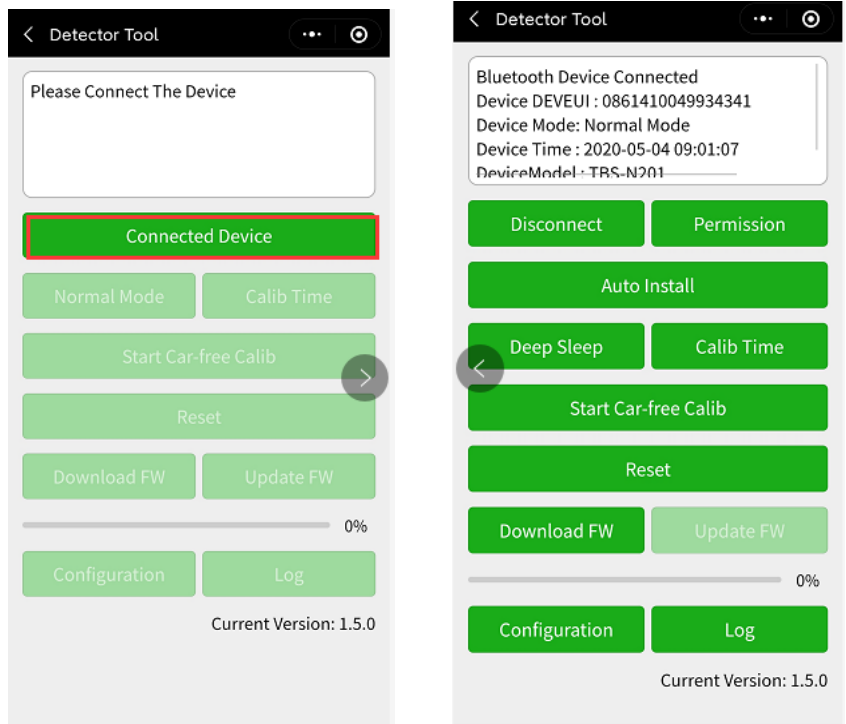 Detector Tool
Please Connect The Device
Connected Device
Normal Mode
Calib Time
Start Car-free Calib
Reset
Download FW
Update FW
0%
Configuration
Log
Current Version: 1.5.0
Detector Tool
Bluetooth Device Connected
Device DEVEUI : 0861410049934341
Device Mode: Normal Mode
Device Time : 2020-05-04 09:01:07
DeviceModel : TBS-N201
Disconnect
Permission
Auto Install
Deep Sleep
Calib Time
Start Car-free Calib
Reset
Download FW
Update FW
0%
Configuration
Log
Current Version: 1.5.0